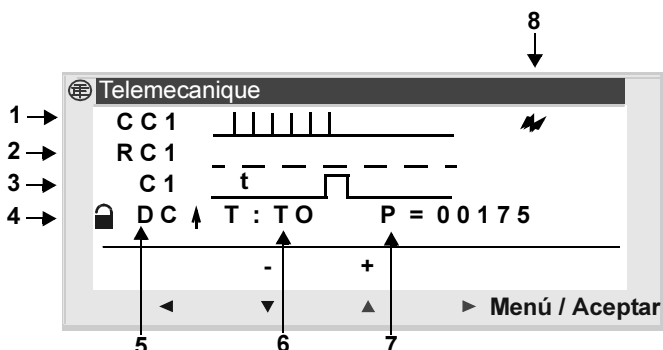 8
Telemecanique
1 CC1
2 RC1
3 C1 t
4 DC T : TO P = 00175
- +
Menú / Aceptar
5 6 7